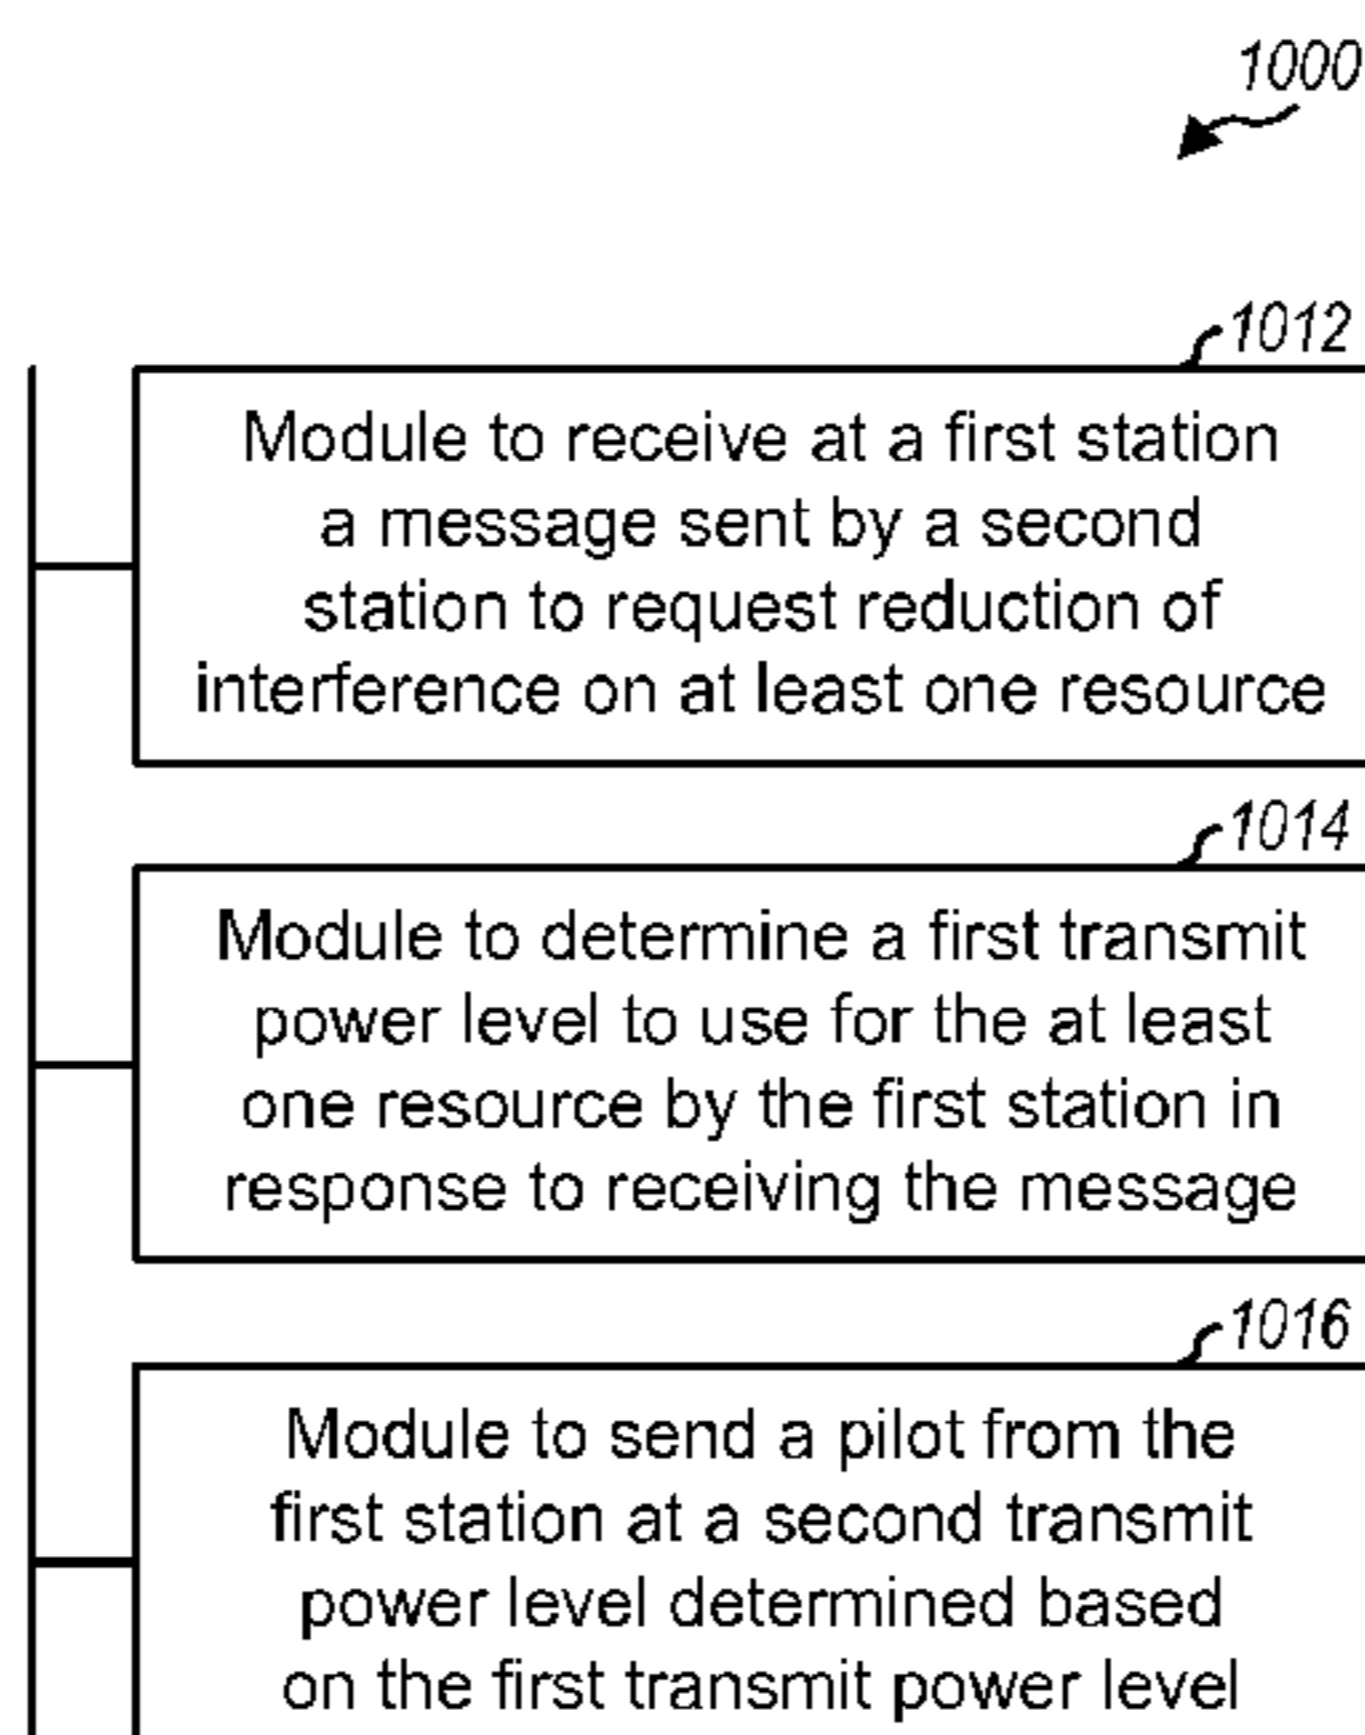 1000
1012
Module to receive at a first station
a message sent by a second
station to request reduction of
interference on at least one resource
1014
Module to determine a first transmit
power level to use for the at least
one resource by the first station in
response to receiving the message
1016
Module to send a pilot from the
first station at a second transmit
power level determined based
on the first transmit power level